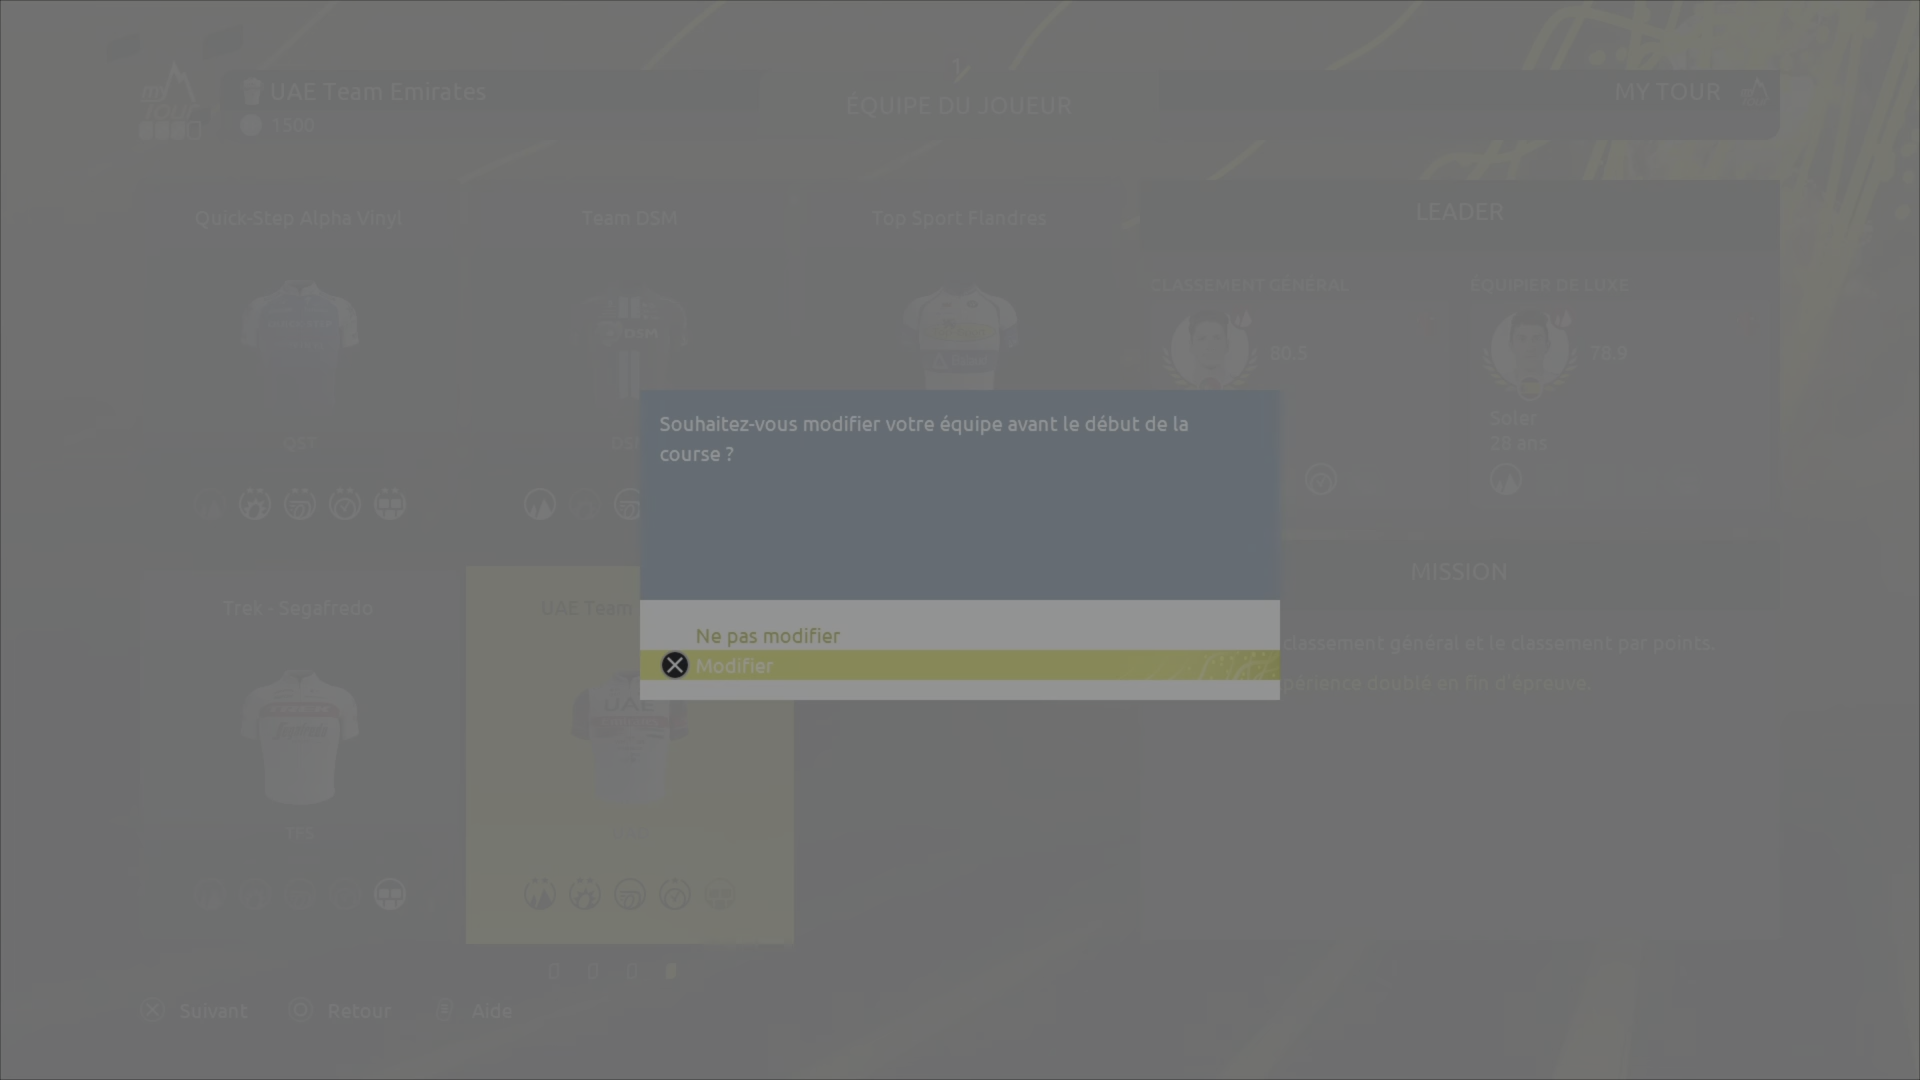 UAE Team Emirates
1500
1
ÉQUIPE DU JOUEUR
MY TOUR
Quick-Step Alpha Vinyl
Team DSM
Top Sport Flandres
LEADER
CLASSEMENT GÉNÉRAL
ÉQUIPIER DE LUXE
80.5
78.9
Soler
28 ans
QST
Souhaitez-vous modifier votre équipe avant le début de la
course ?
Ne pas modifier
Modifier
Trek - Segafredo
UAE Team
UAE
TFS
MISSION
classement général et le classement par points.
périence doublé en fin d'épreuve.
Suivant
Retour
Aide